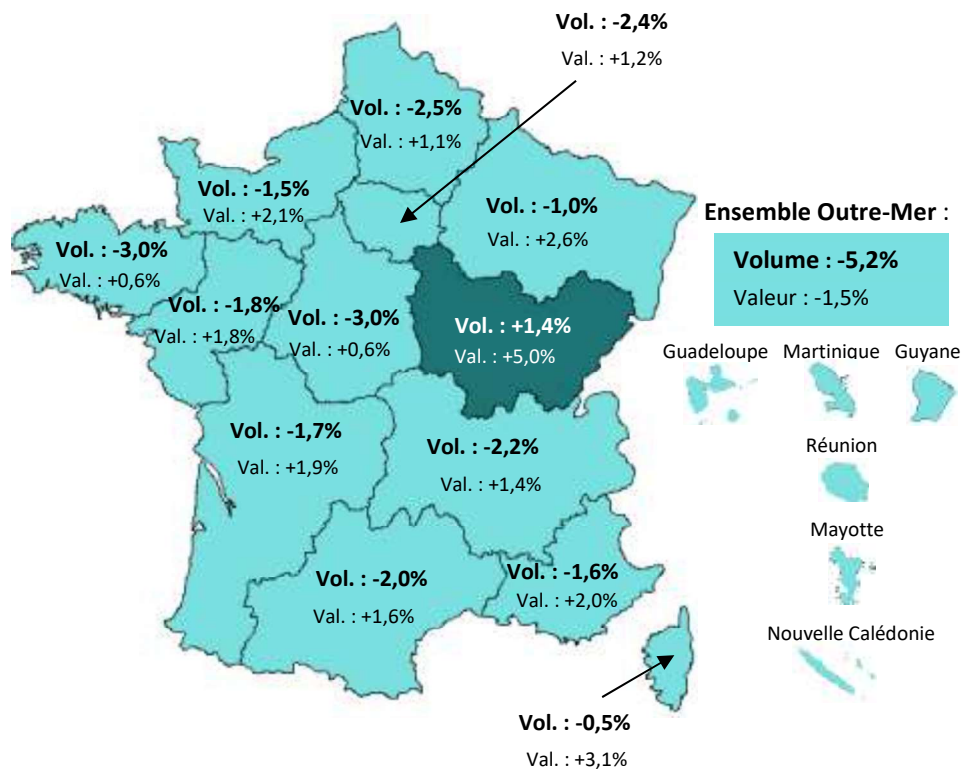 Vol. : -2,4%
Val. : +1,2%
Vol. : -2,5%
Val. : +1,1%
Vol. : -1,5%
Val. : +2,1%
Vol. : -1,0%
Val. : +2,6%
Vol. : -3,0%
Val. : +0,6%
Vol. : -1,8%
Val. : +1,8%
Vol. : -3,0%
Val. : +0,6%
Vol. : +1,4%
Val. : +5,0%
Vol. : -1,7%
Val. : +1,9%
Vol. : -2,2%
Val. : +1,4%
Vol. : -2,0%
Val. : +1,6%
Vol. : -1,6%
Val. : +2,0%
Vol. : -0,5%
Val. : +3,1%
Ensemble Outre-Mer :
Volume : -5,2%
Valeur : -1,5%
Guadeloupe
Martinique
Guyane
Réunion
Mayotte
Nouvelle Calédonie